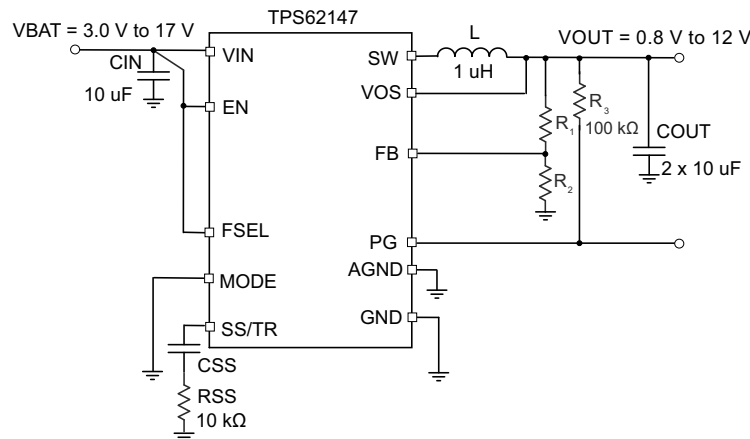 TPS62147
VBAT = 3.0 V to 17 V
VIN
CIN
10 uF
EN
FSEL
MODE
SS/TR
CSS
RSS
10 kΩ
SW
VOS
FB
PG
AGND
GND
L
1 uH
VOUT = 0.8 V to 12 V
R₁
R₂
R₃
100 kΩ
COUT
2 x 10 uF